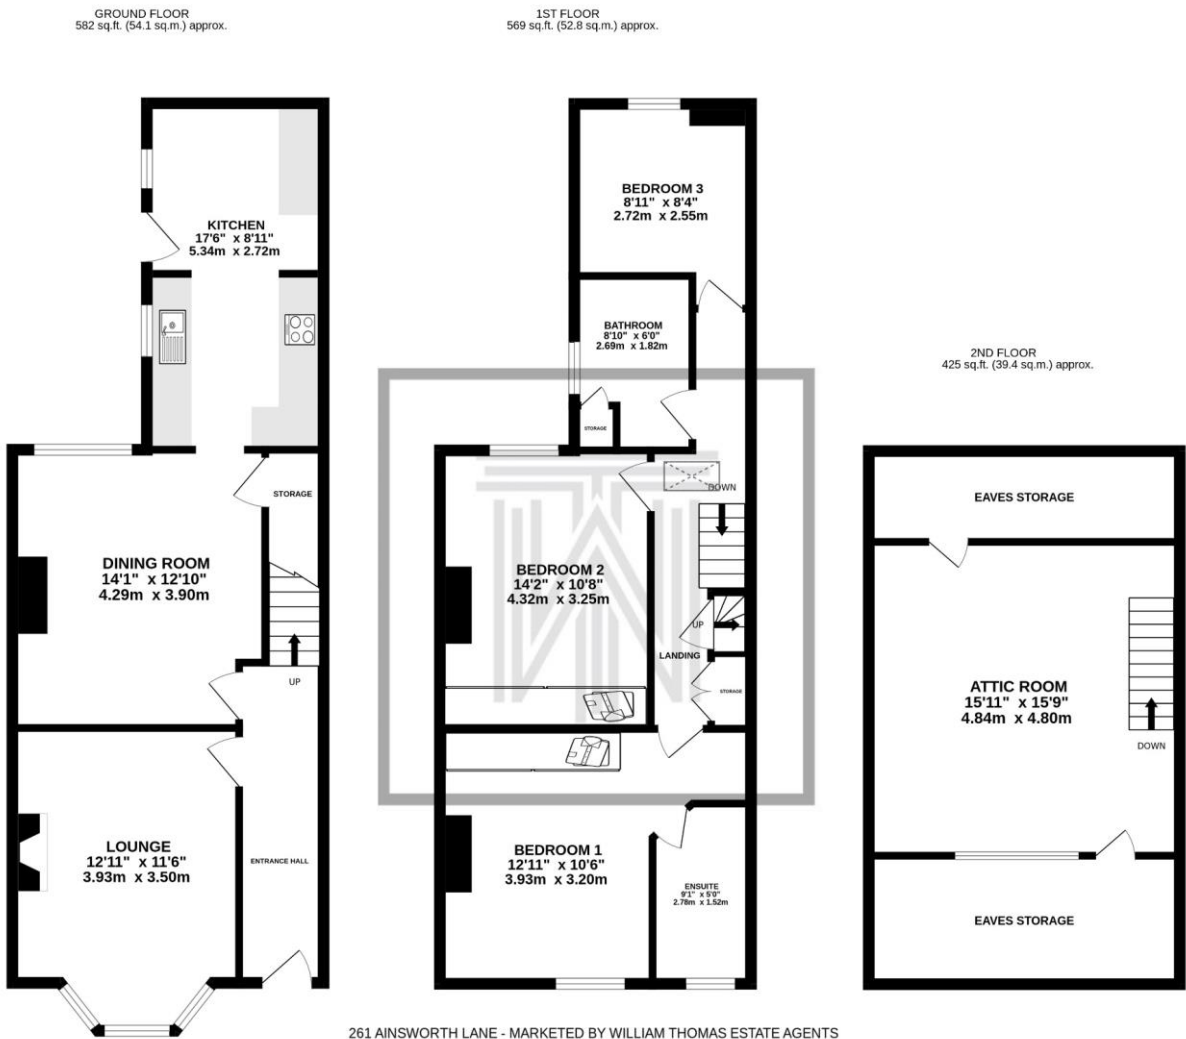 GROUND FLOOR
582 sq.ft. (54.1 sq.m.) approx.
1ST FLOOR
569 sq.ft. (52.8 sq.m.) approx.
2ND FLOOR
425 sq.ft. (39.4 sq.m.) approx.
KITCHEN
17'6" x 8'11"
5.34m x 2.72m
STORAGE
DINING ROOM
14'1" x 12'10"
4.29m x 3.90m
UP
LOUNGE
12'11" x 11'6"
3.93m x 3.50m
ENTRANCE HALL
BEDROOM 3
8'11" x 8'4"
2.72m x 2.55m
BATHROOM
8'10" x 6'0"
2.69m x 1.82m
STORAGE
DOWN
BEDROOM 2
14'2" x 10'8"
4.32m x 3.25m
UP
LANDING
STORAGE
BEDROOM 1
12'11" x 10'6"
3.93m x 3.20m
ENSUITE
9'1" x 5'0"
2.78m x 1.52m
EAVES STORAGE
ATTIC ROOM
15'11" x 15'9"
4.84m x 4.80m
DOWN
EAVES STORAGE
261 AINSWORTH LANE - MARKETED BY WILLIAM THOMAS ESTATE AGENTS